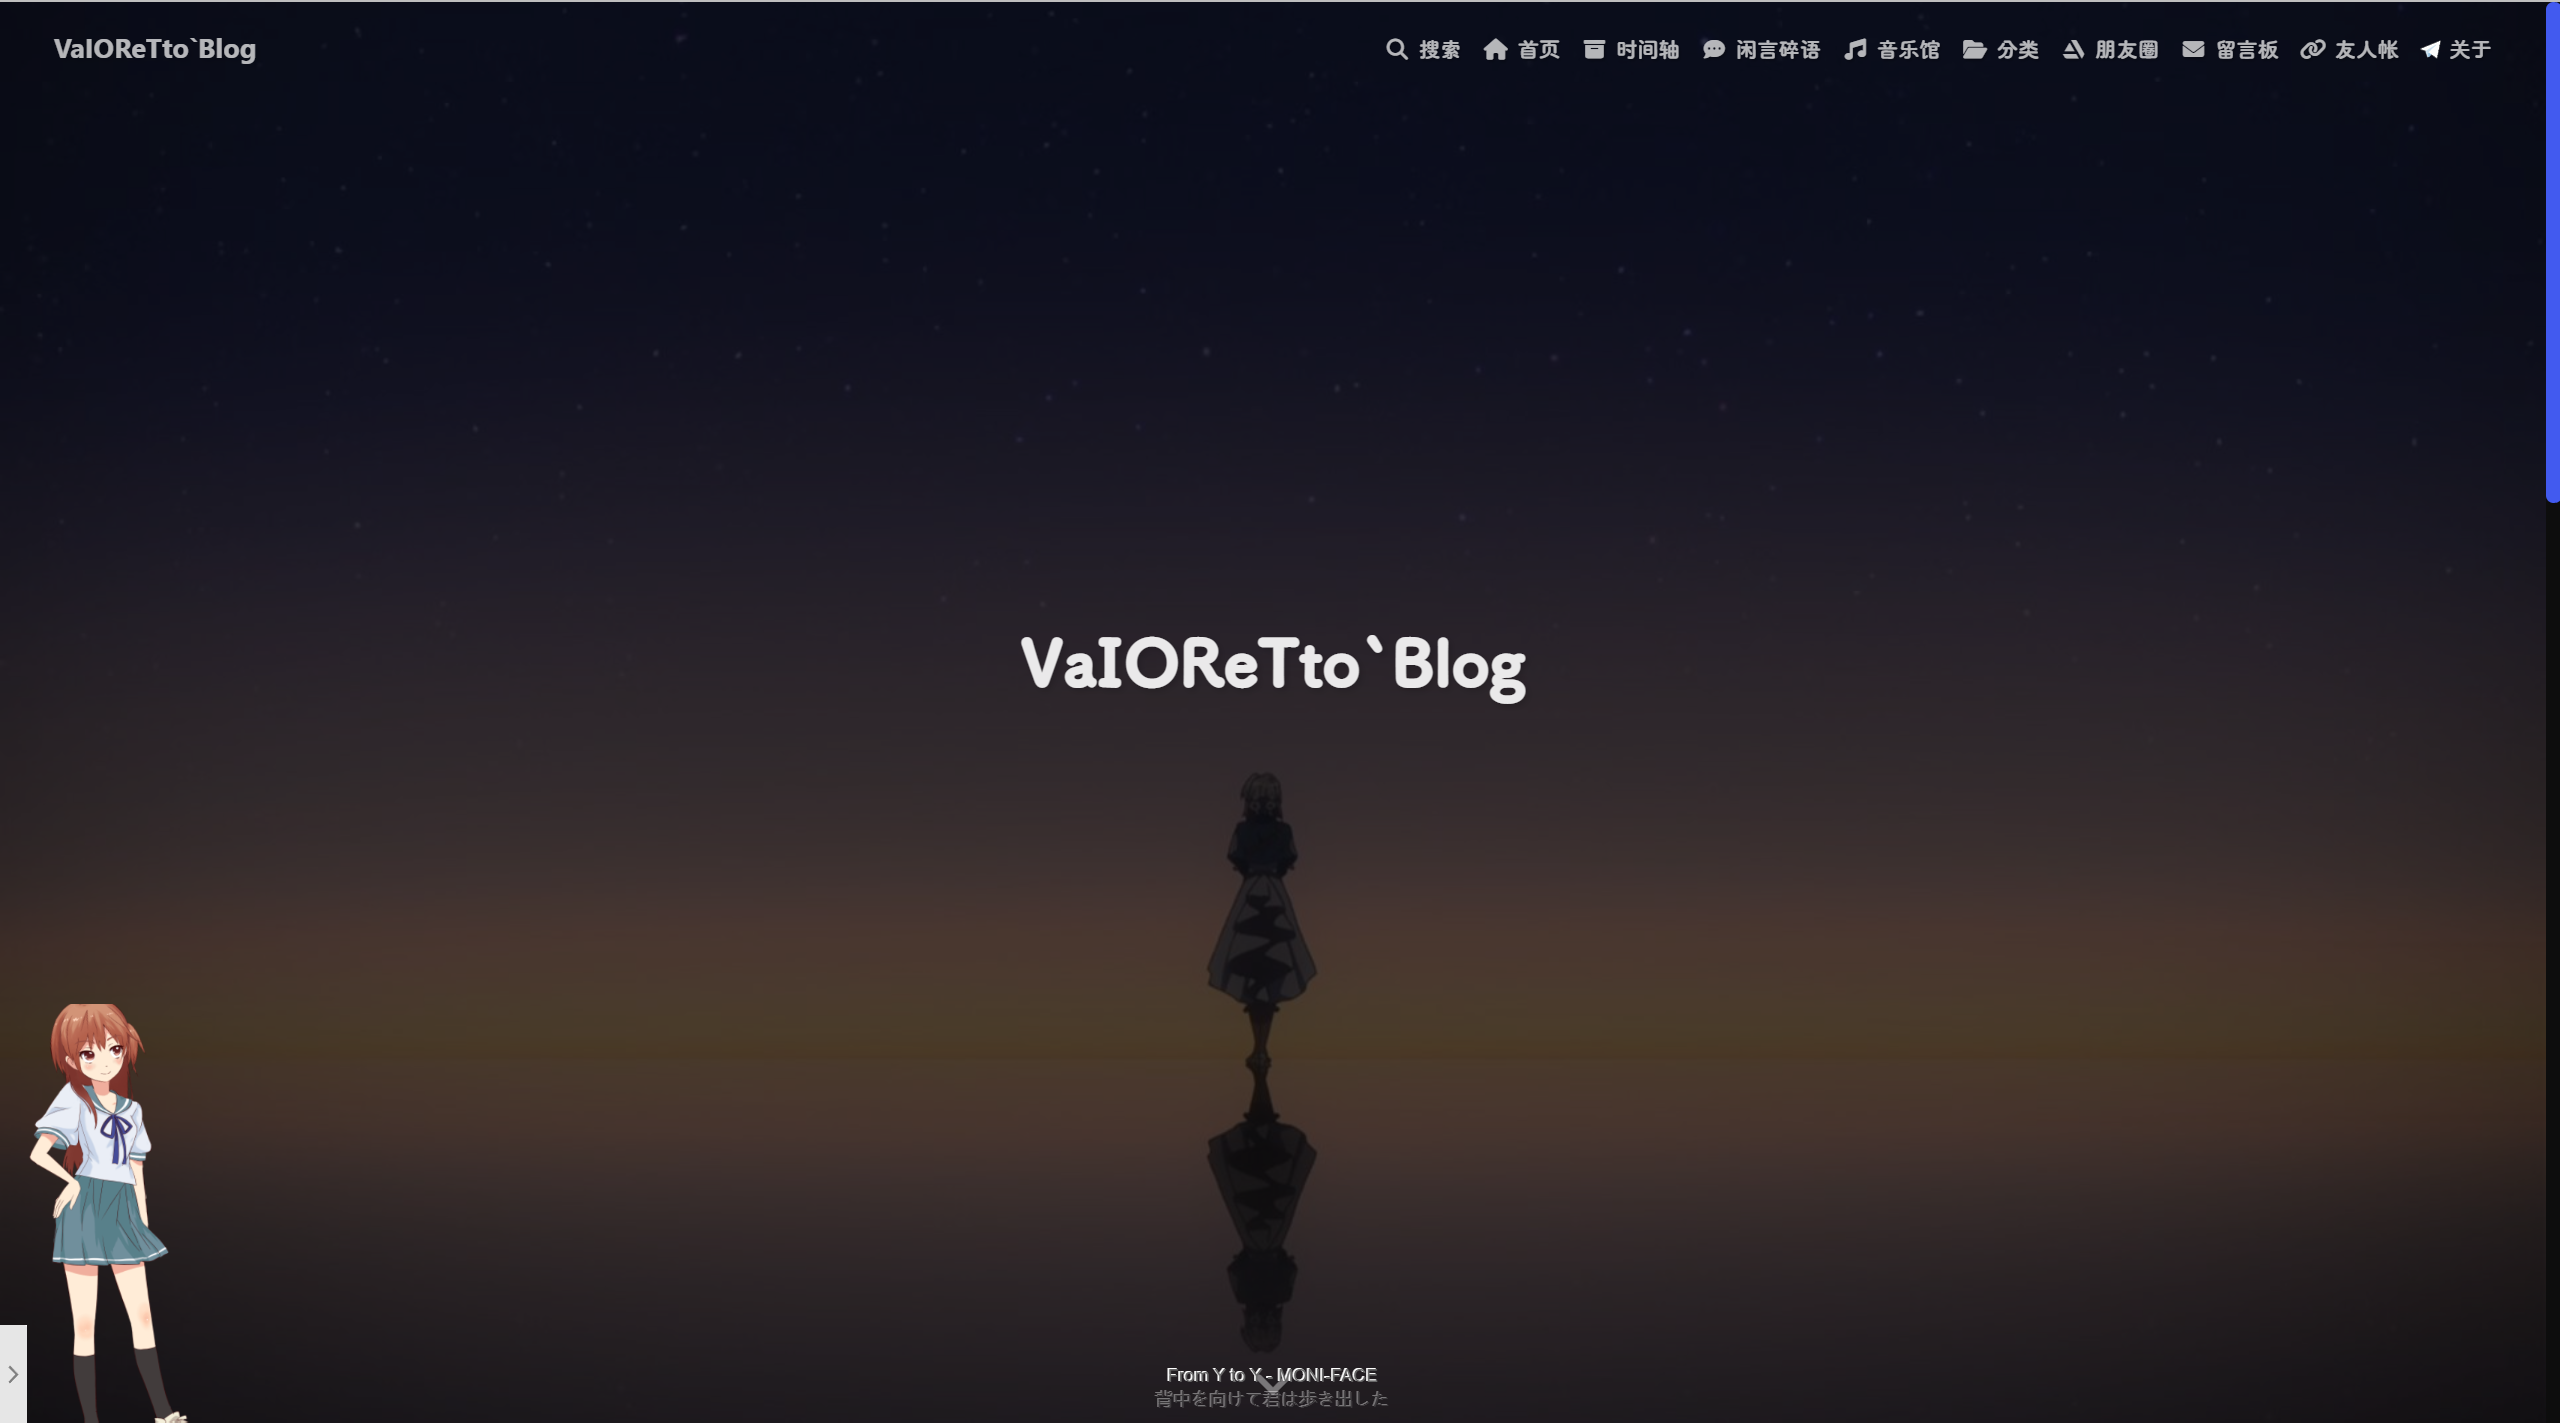 VaIOReTto`Blog
搜索 首页 时间轴 闲言碎语 音乐馆 分类 朋友圈 留言板 友人帐 关于
VaIOReTto`Blog
From Y to Y - MONI-FACE
背中を向けて君は歩き出した